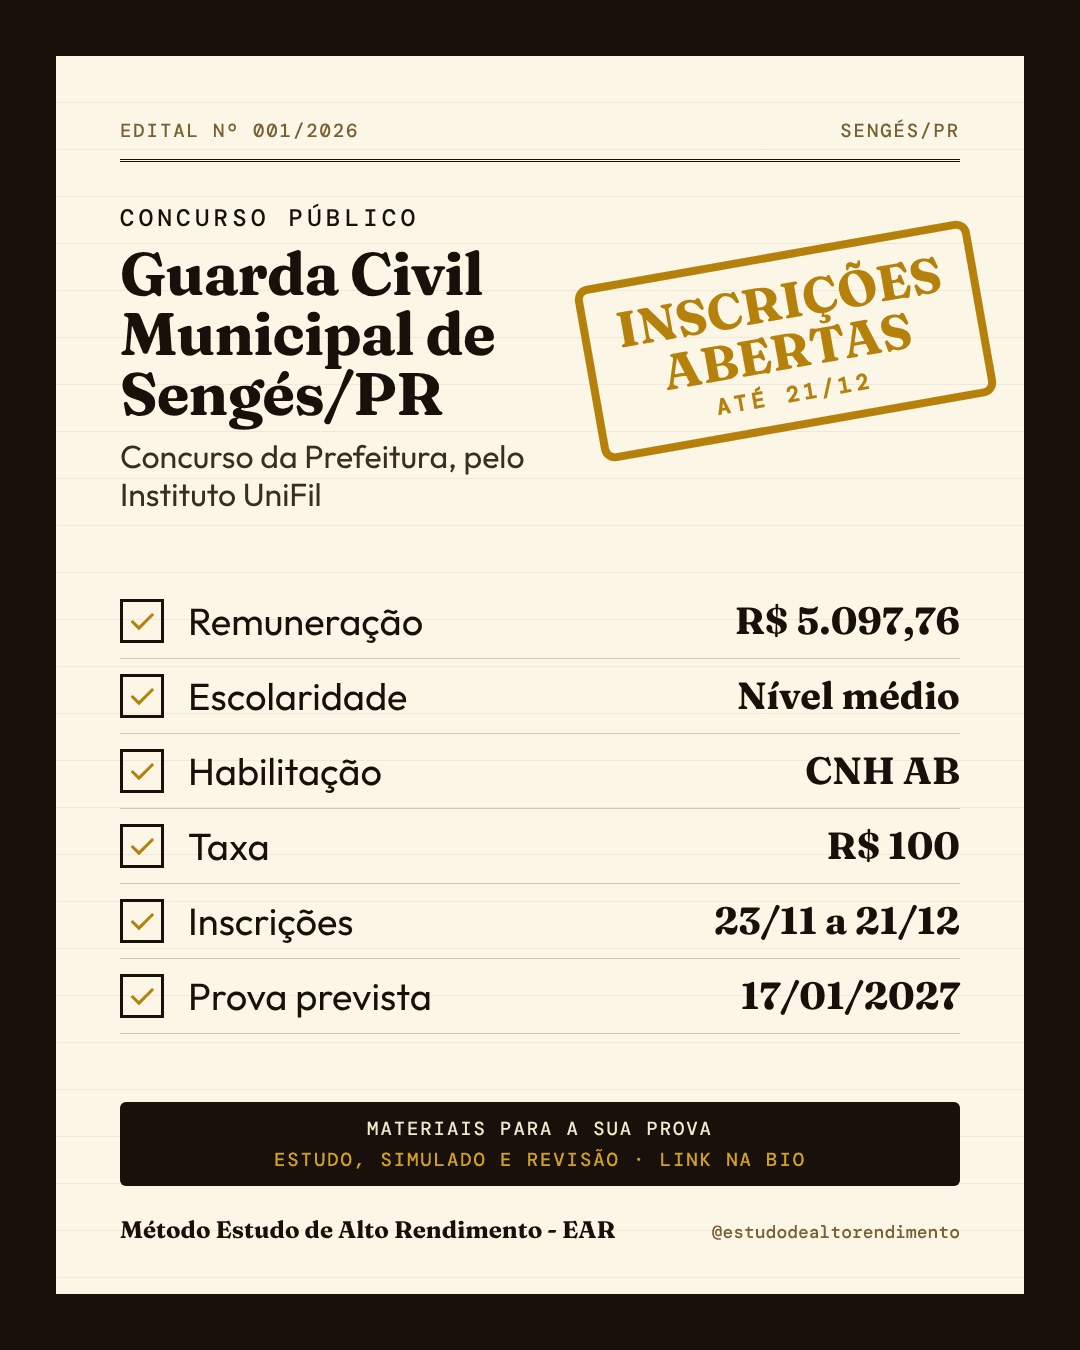 EDITAL Nº 001/2026
SENGÉS/PR
CONCURSO PÚBLICO
Guarda Civil
Municipal de
Sengés/PR
Concurso da Prefeitura, pelo
Instituto UniFil
INSCRIÇÕES
ABERTAS
ATÉ 21/12
Remuneração R$ 5.097,76
Escolaridade Nível médio
Habilitação CNH AB
Taxa R$ 100
Inscrições 23/11 a 21/12
Prova prevista 17/01/2027
MATERIAIS PARA A SUA PROVA
ESTUDO, SIMULADO E REVISÃO · LINK NA BIO
Método Estudo de Alto Rendimento - EAR
@estudodealtorendimento